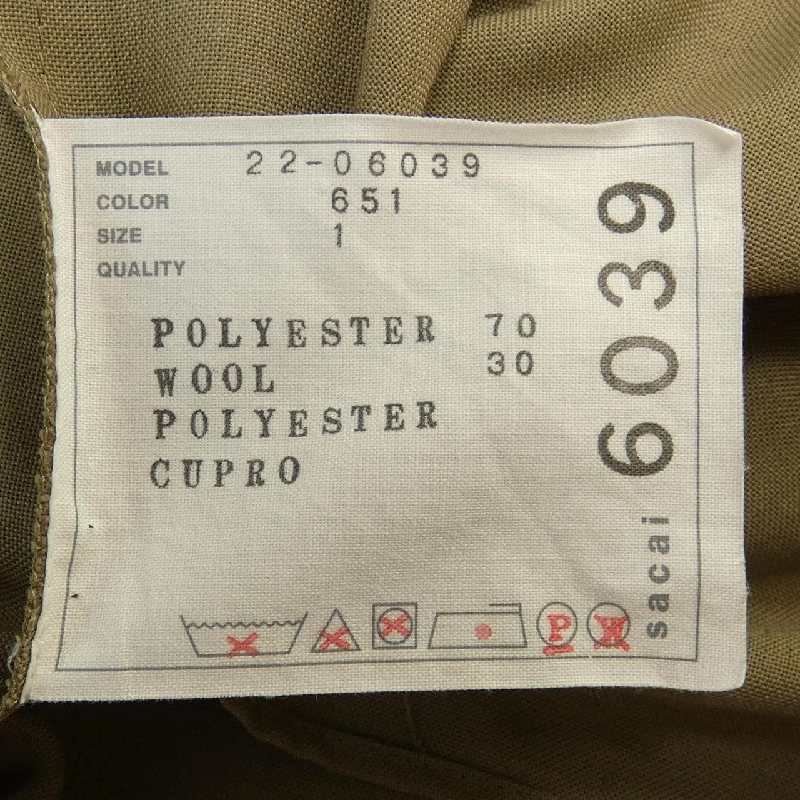 MODEL 22-06039
COLOR 651
SIZE 1
QUALITY
POLYESTER 70
WOOL 30
POLYESTER
CUPRO
P
W
sacai 6039